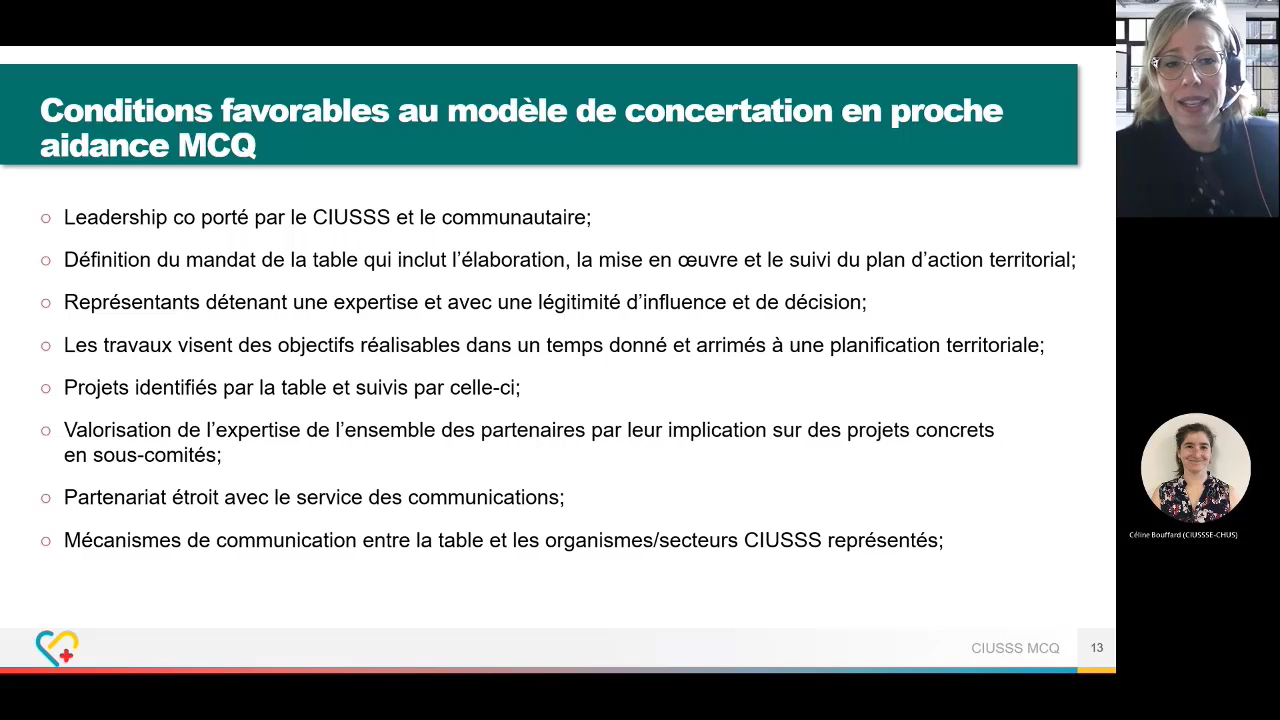 Conditions favorables au modèle de concertation en proche
aidance MCQ
○ Leadership co porté par le CIUSSS et le communautaire;
○ Définition du mandat de la table qui inclut l’élaboration, la mise en œuvre et le suivi du plan d’action territorial;
○ Représentants détenant une expertise et avec une légitimité d’influence et de décision;
○ Les travaux visent des objectifs réalisables dans un temps donné et arrimés à une planification territoriale;
○ Projets identifiés par la table et suivis par celle-ci;
○ Valorisation de l’expertise de l’ensemble des partenaires par leur implication sur des projets concrets
en sous-comités;
○ Partenariat étroit avec le service des communications;
○ Mécanismes de communication entre la table et les organismes/secteurs CIUSSS représentés;
CIUSSS MCQ 13
Céline Bouffard (CIUSSSE-CHUS)